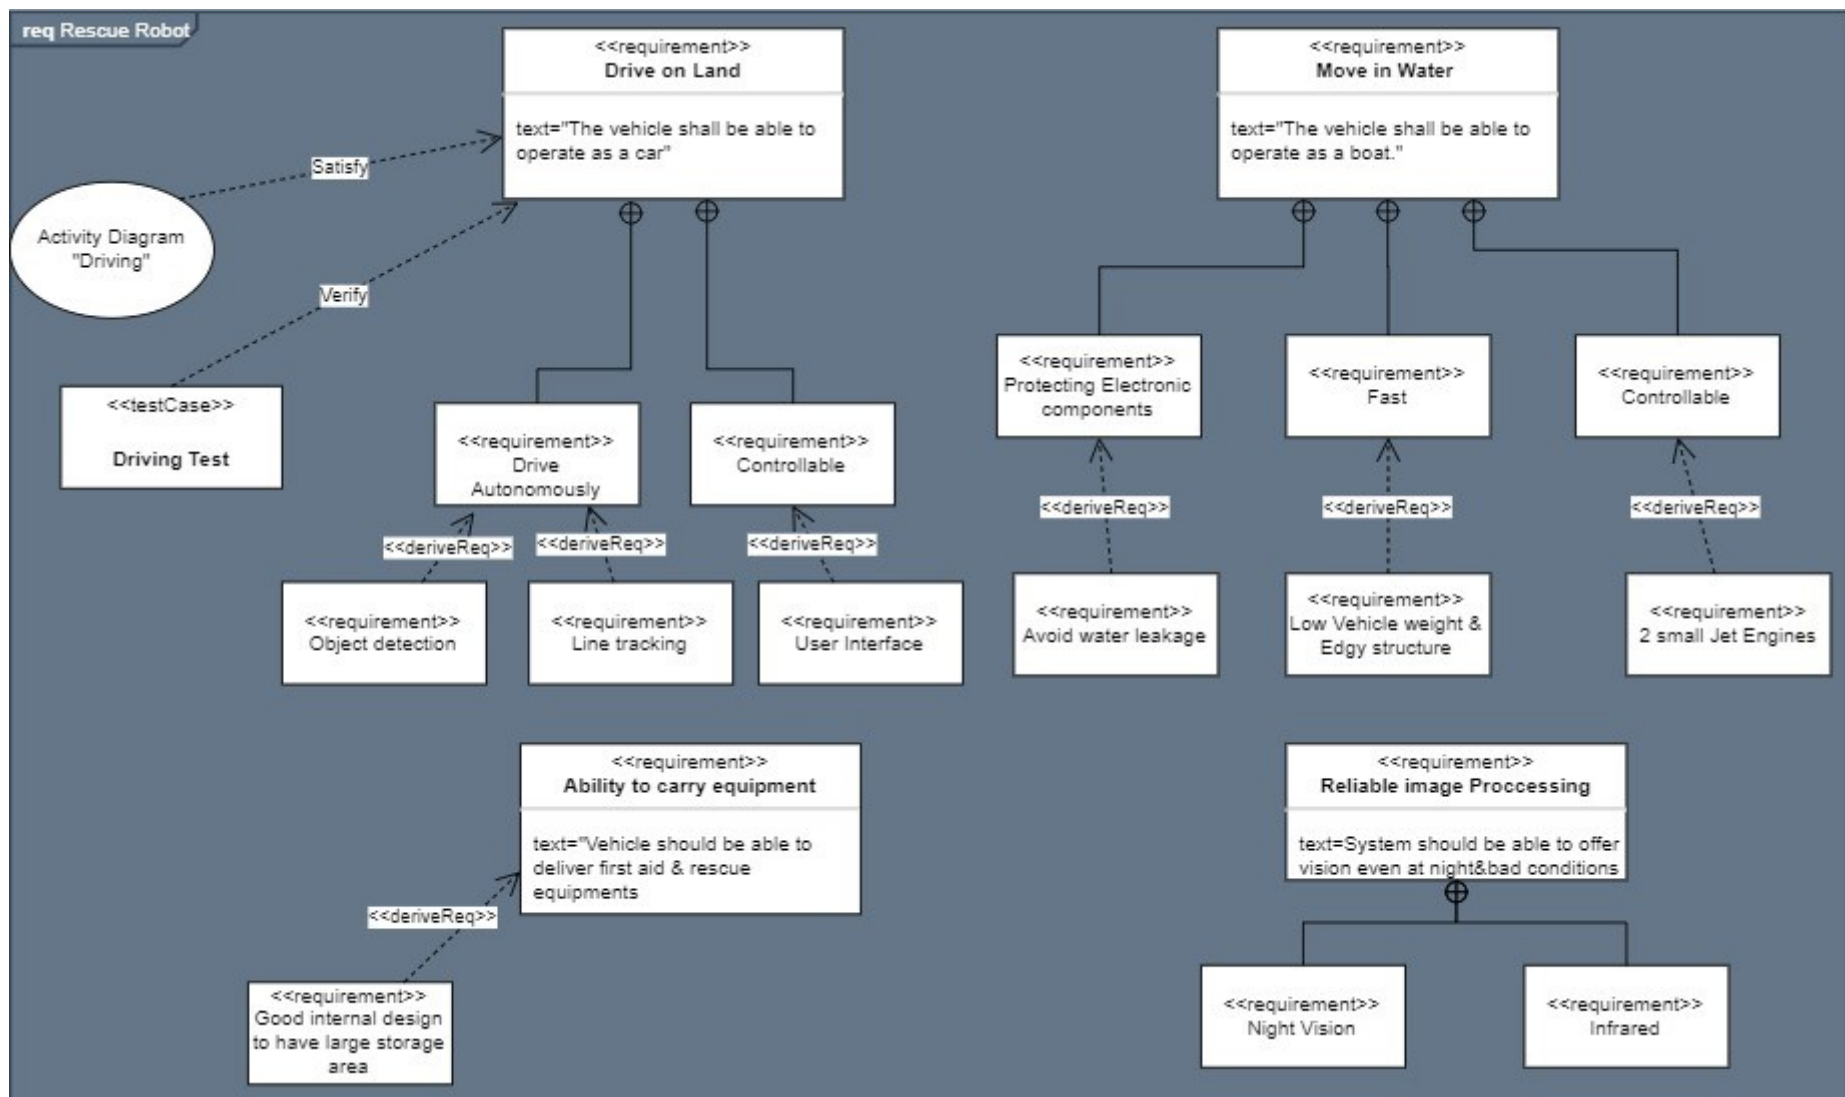 req Rescue Robot
<<requirement>>
Drive on Land
text="The vehicle shall be able to
operate as a car"
<<requirement>>
Move in Water
text="The vehicle shall be able to
operate as a boat."
Satisfy
Activity Diagram
"Driving"
Verify
<<testCase>>
Driving Test
<<requirement>>
Drive
Autonomously
<<requirement>>
Controllable
<<requirement>>
Protecting Electronic
components
<<requirement>>
Fast
<<requirement>>
Controllable
<<deriveReq>>
<<deriveReq>>
<<deriveReq>>
<<deriveReq>>
<<deriveReq>>
<<deriveReq>>
<<requirement>>
Object detection
<<requirement>>
Line tracking
<<requirement>>
User Interface
<<requirement>>
Avoid water leakage
<<requirement>>
Low Vehicle weight &
Edgy structure
<<requirement>>
2 small Jet Engines
<<requirement>>
Ability to carry equipment
text="Vehicle should be able to
deliver first aid & rescue
equipments
<<deriveReq>>
<<requirement>>
Good internal design
to have large storage
area
<<requirement>>
Reliable image Proccessing
text=System should be able to offer
vision even at night&bad conditions
<<requirement>>
Night Vision
<<requirement>>
Infrared